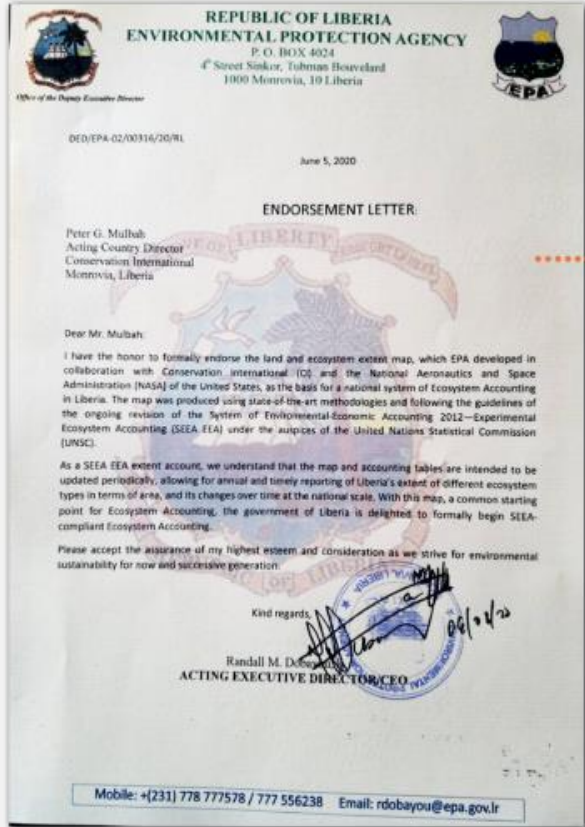 REPUBLIC OF LIBERIA
ENVIRONMENTAL PROTECTION AGENCY
P. O. BOX 4024
4th Street Sinkor, Tubman Bouvelard
1000 Monrovia, 10 Liberia
Office of the Deputy Executive Director
EPA
DED/EPA-02/00316/20/RL
June 5, 2020
ENDORSEMENT LETTER:
Peter G. Mulbah
Acting Country Director
Conservation International
Monrovia, Liberia
Dear Mr. Mulbah:
I have the honor to formally endorse the land and ecosystem extent map, which EPA developed in
collaboration with Conservation International (CI) and the National Aeronautics and Space
Administration (NASA) of the United States, as the basis for a national system of Ecosystem Accounting
in Liberia. The map was produced using state-of-the-art methodologies and following the guidelines of
the ongoing revision of the System of Environmental-Economic Accounting 2012—Experimental
Ecosystem Accounting (SEEA EEA) under the auspices of the United Nations Statistical Commission
(UNSC).
As a SEEA EEA extent account, we understand that the map and accounting tables are intended to be
updated periodically, allowing for annual and timely reporting of Liberia's extent of different ecosystem
types in terms of area, and its changes over time at the national scale. With this map, a common starting
point for Ecosystem Accounting, the government of Liberia is delighted to formally begin SEEA-
compliant Ecosystem Accounting.
Please accept the assurance of my highest esteem and consideration as we strive for environmental
sustainability for now and successive generation.
Kind regards,
Randall M.
ACTING EXECUTIVE DIRECTOR/CEO
Mobile: +(231) 778 777578 / 777 556238 Email: rdobayou@epa.gov.lr